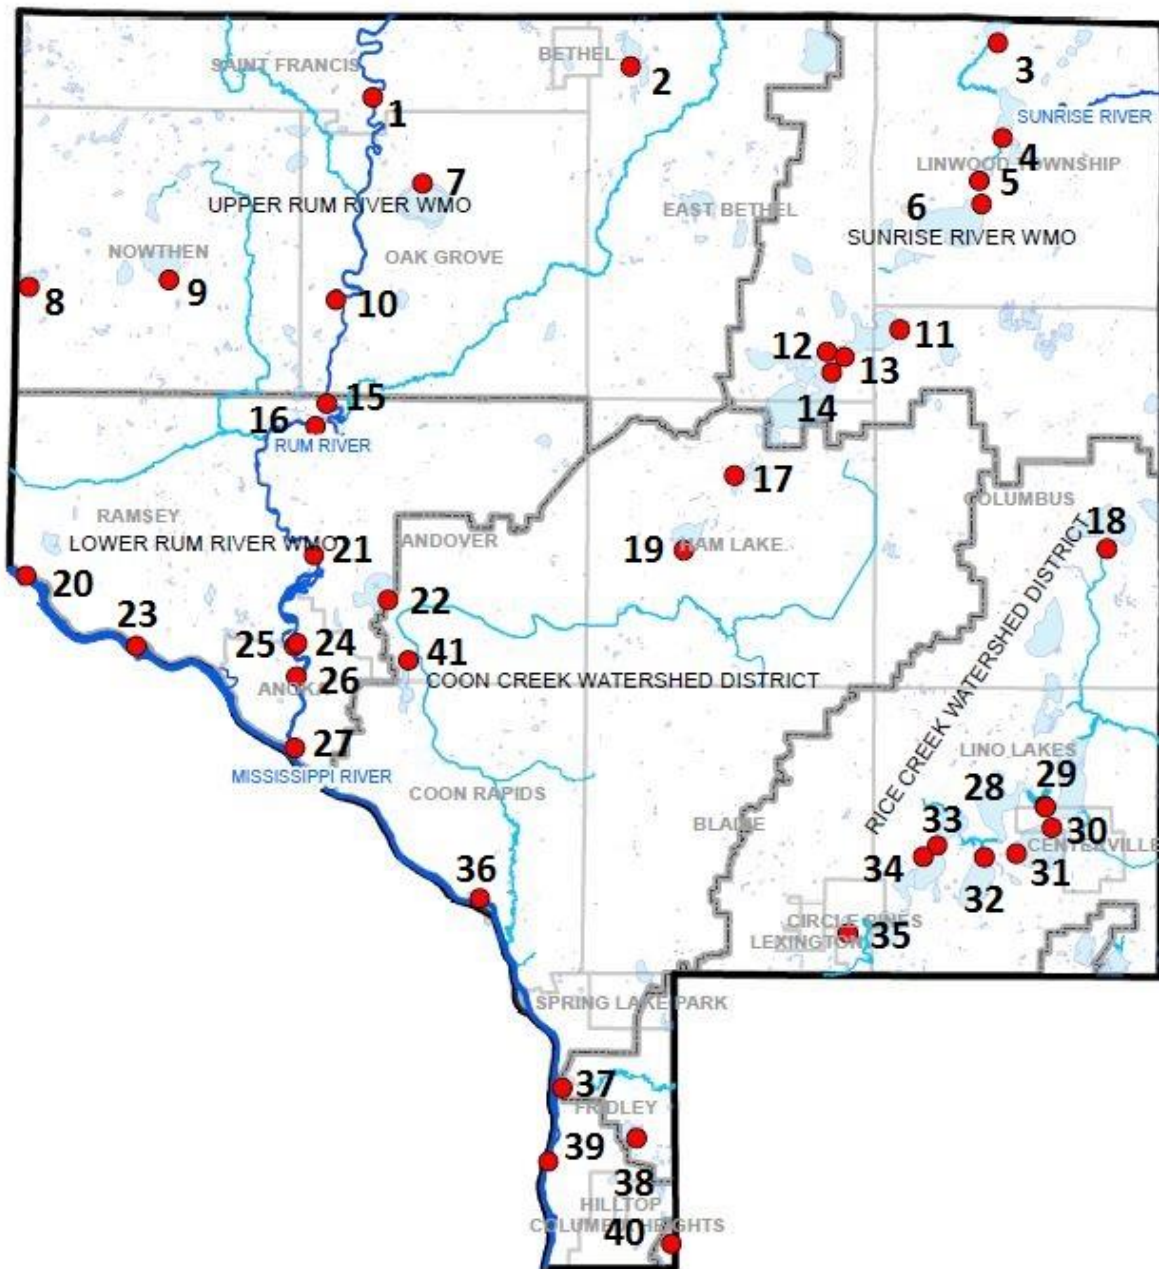 SAINT FRANCIS
BETHEL
1
2
3
SUNRISE RIVER
4
LINWOOD TOWNSHIP
5
6
7
UPPER RUM RIVER WMO
EAST BETHEL
SUNRISE RIVER WMO
NOWTHEN
OAK GROVE
8
9
10
11
12
13
14
15
16
RUM RIVER
17
COLUMBUS
18
RAMSEY
LOWER RUM RIVER WMO
ANDOVER
19
HAM LAKE
20
21
22
23
24
25
26
ANOKA
41
COON CREEK WATERSHED DISTRICT
RICE CREEK WATERSHED DISTRICT
27
MISSISSIPPI RIVER
COON RAPIDS
LINO LAKES
28
29
BLAINE
30
CENTERVILLE
31
32
33
34
36
CIRCLE PINES
LEXINGTON
35
SPRING LAKE PARK
37
FRIDLEY
39
38
HILLTOP
COLUMBIA HEIGHTS
40